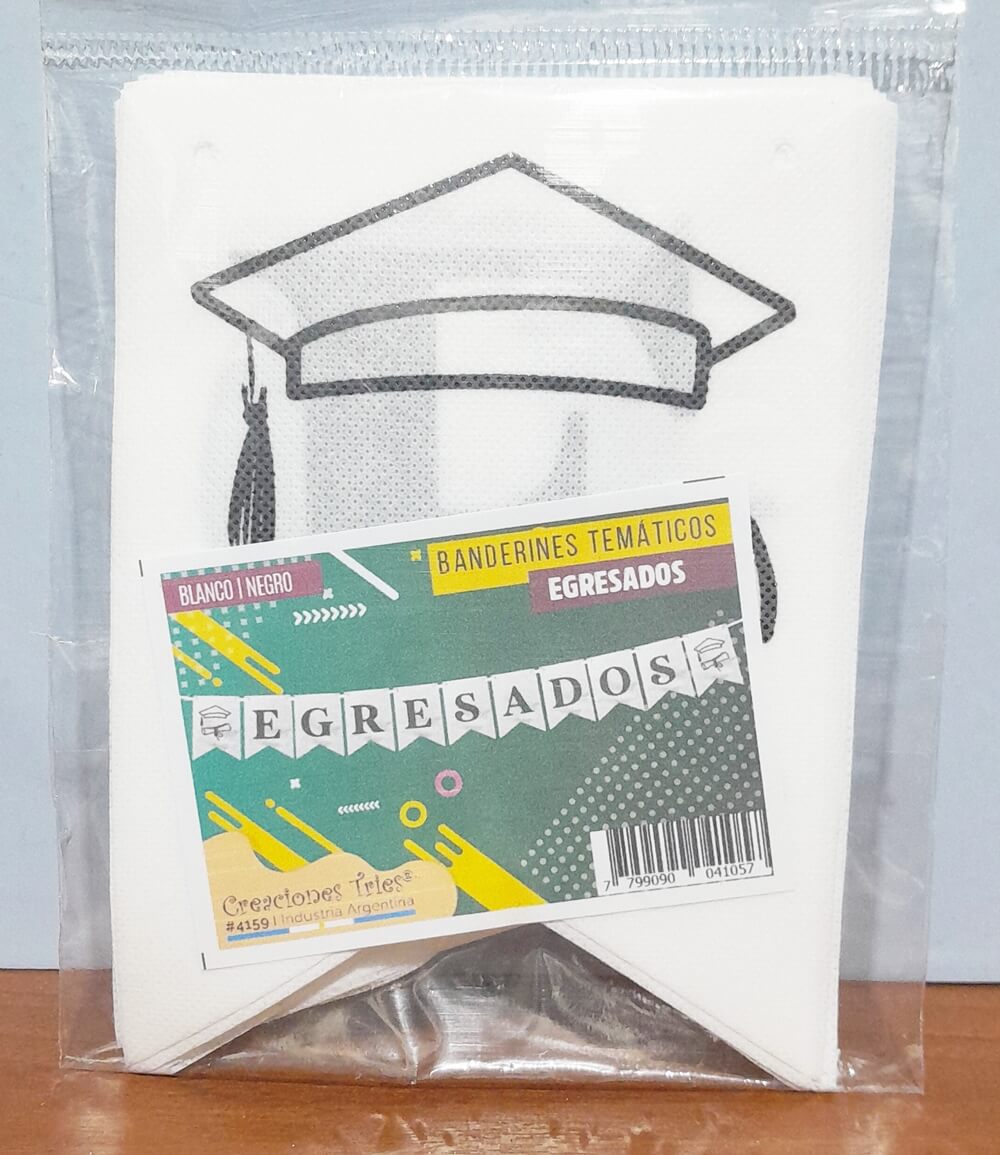 BANDERINES TEMÁTICOS
EGRESADOS
BLANCO | NEGRO
EGRESADOS
Creaciones Tries®
#4159 | Industria Argentina
7 799090 041057